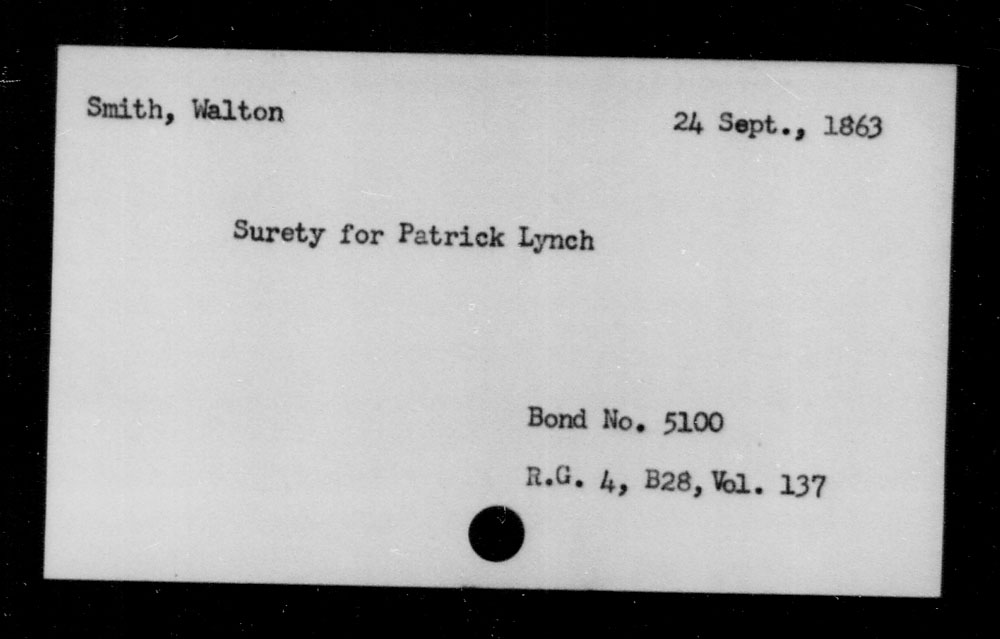 Smith, Walton
24 Sept., 1863
Surety for Patrick Lynch
Bond No. 5100
R.G. 4, B28, Vol. 137